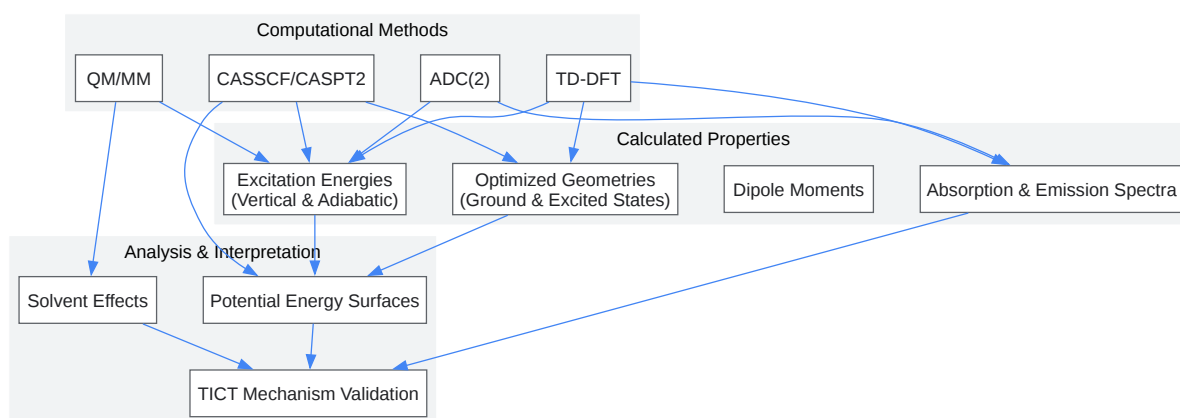 Computational Methods
QM/MM
CASSCF/CASPT2
ADC(2)
TD-DFT
Calculated Properties
Excitation Energies
(Vertical & Adiabatic)
Optimized Geometries
(Ground & Excited States)
Dipole Moments
Absorption & Emission Spectra
Analysis & Interpretation
Solvent Effects
Potential Energy Surfaces
TICT Mechanism Validation